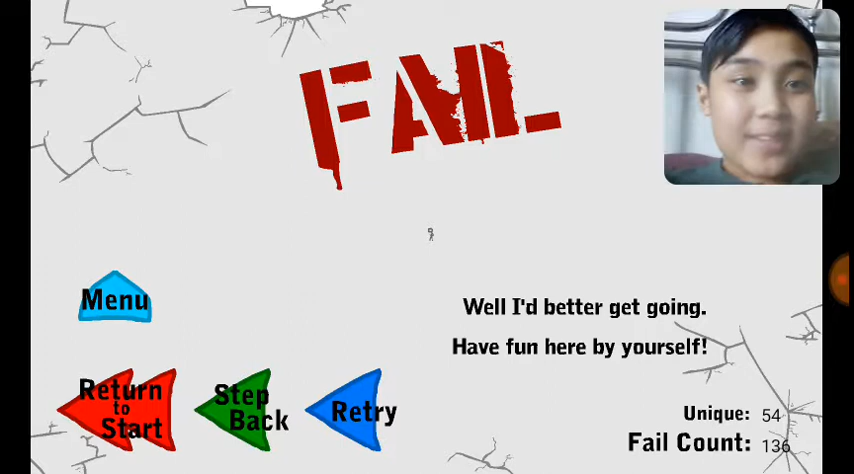 FAIL
Menu
Well I'd better get going.
Have fun here by yourself!
Return
to
Start
Step
Back
Retry
Unique: 54
Fail Count: 136